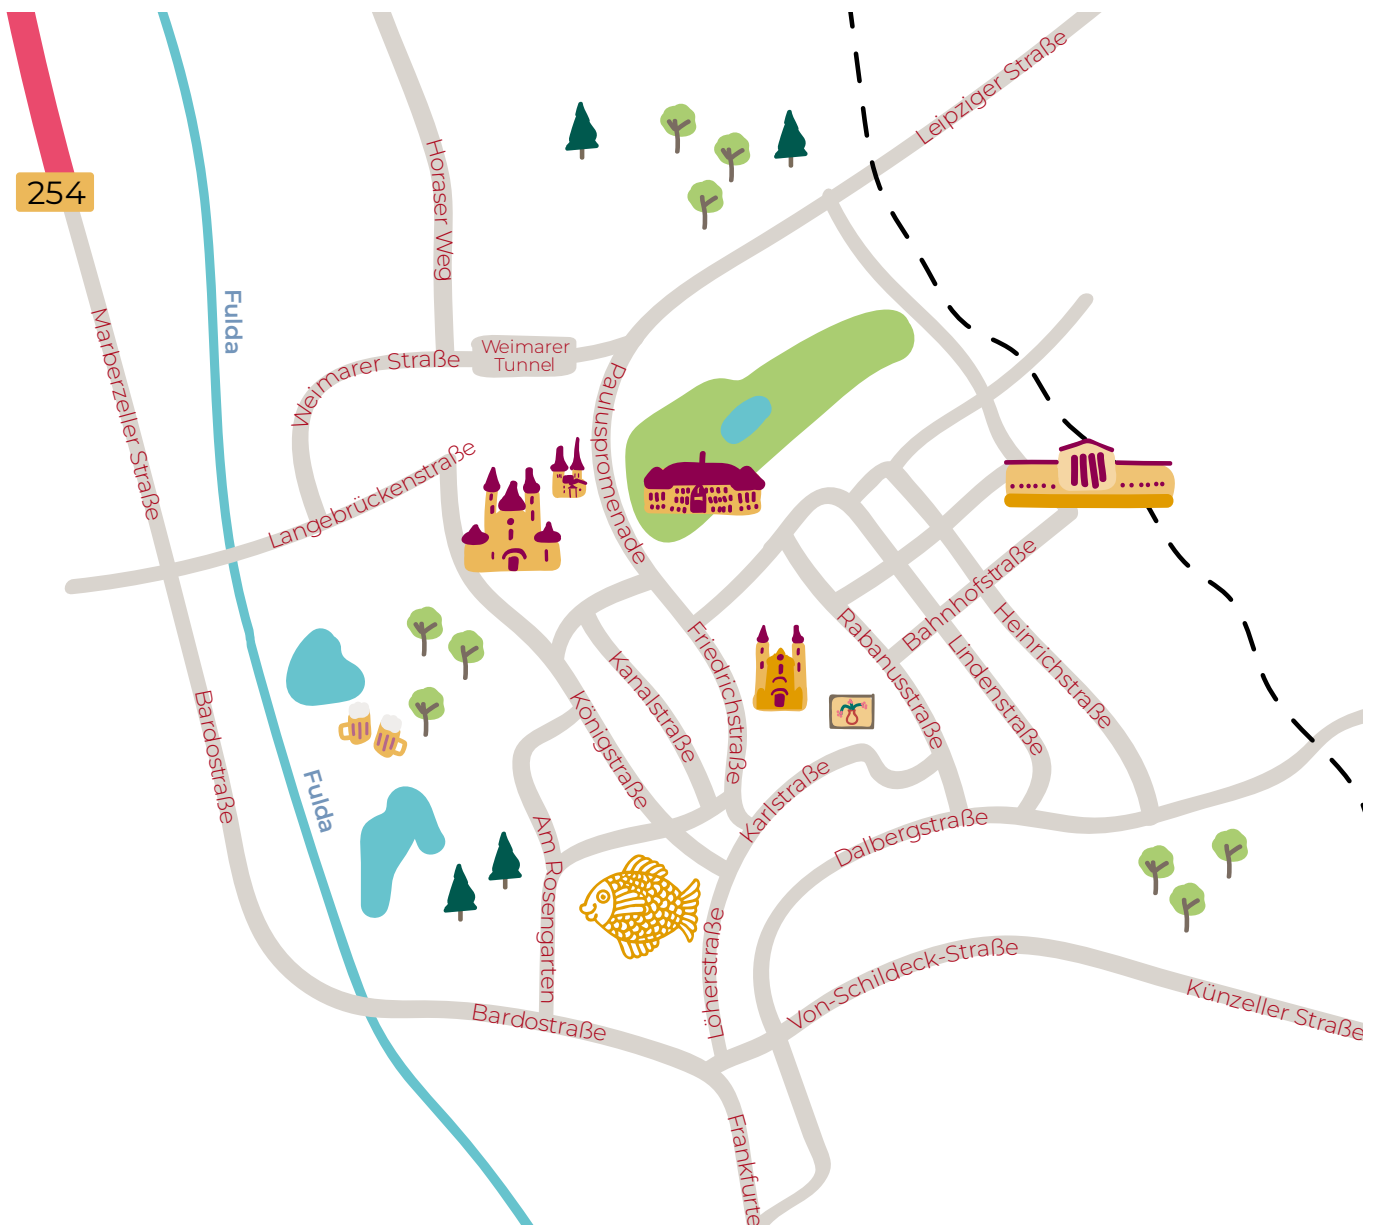 Leipziger Straße
Horaser Weg
254
Fulda
Marberzeller Straße
Weimarer Straße
Weimarer
Tunnel
Pauluspromenade
Langebrückenstraße
Bahnhofstraße
Rabanusstraße
Heinrichstraße
Lindenstraße
Friedrichstraße
Kanalstraße
Königstraße
Bardostraße
Fulda
Karlstraße
Dalbergstraße
Am Rosengarten
Löherstraße
Von-Schildeck-Straße
Künzeller Straße
Bardostraße
Frankfurte